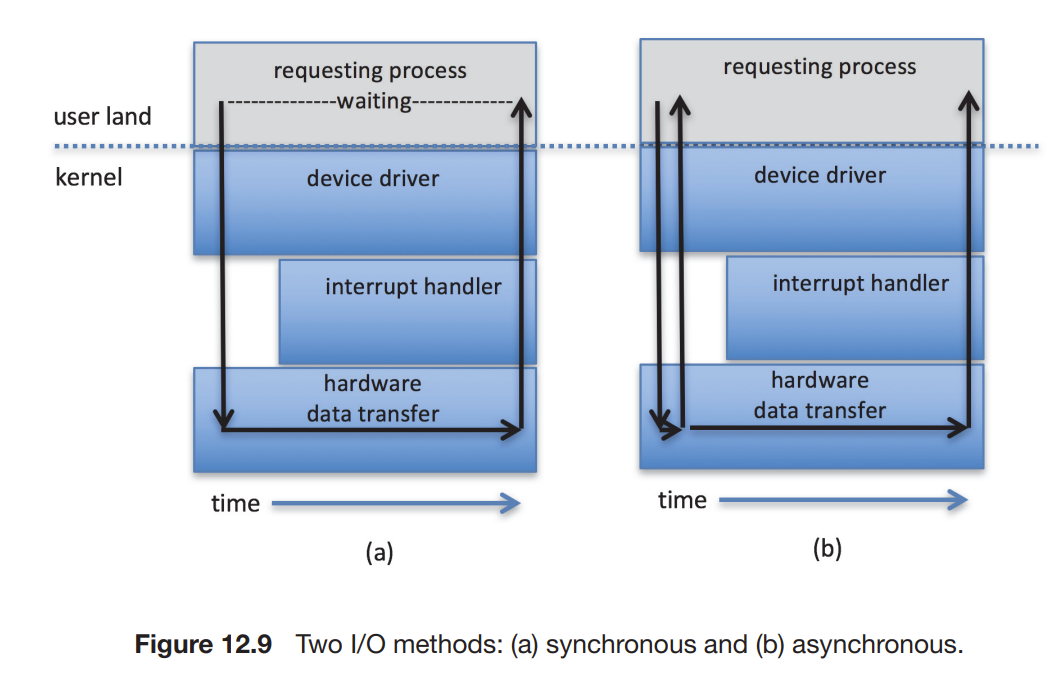 user land
kernel
requesting process
waiting
device driver
interrupt handler
hardware
data transfer
time
(a)
requesting process
device driver
interrupt handler
hardware
data transfer
time
(b)
Figure 12.9 Two I/O methods: (a) synchronous and (b) asynchronous.